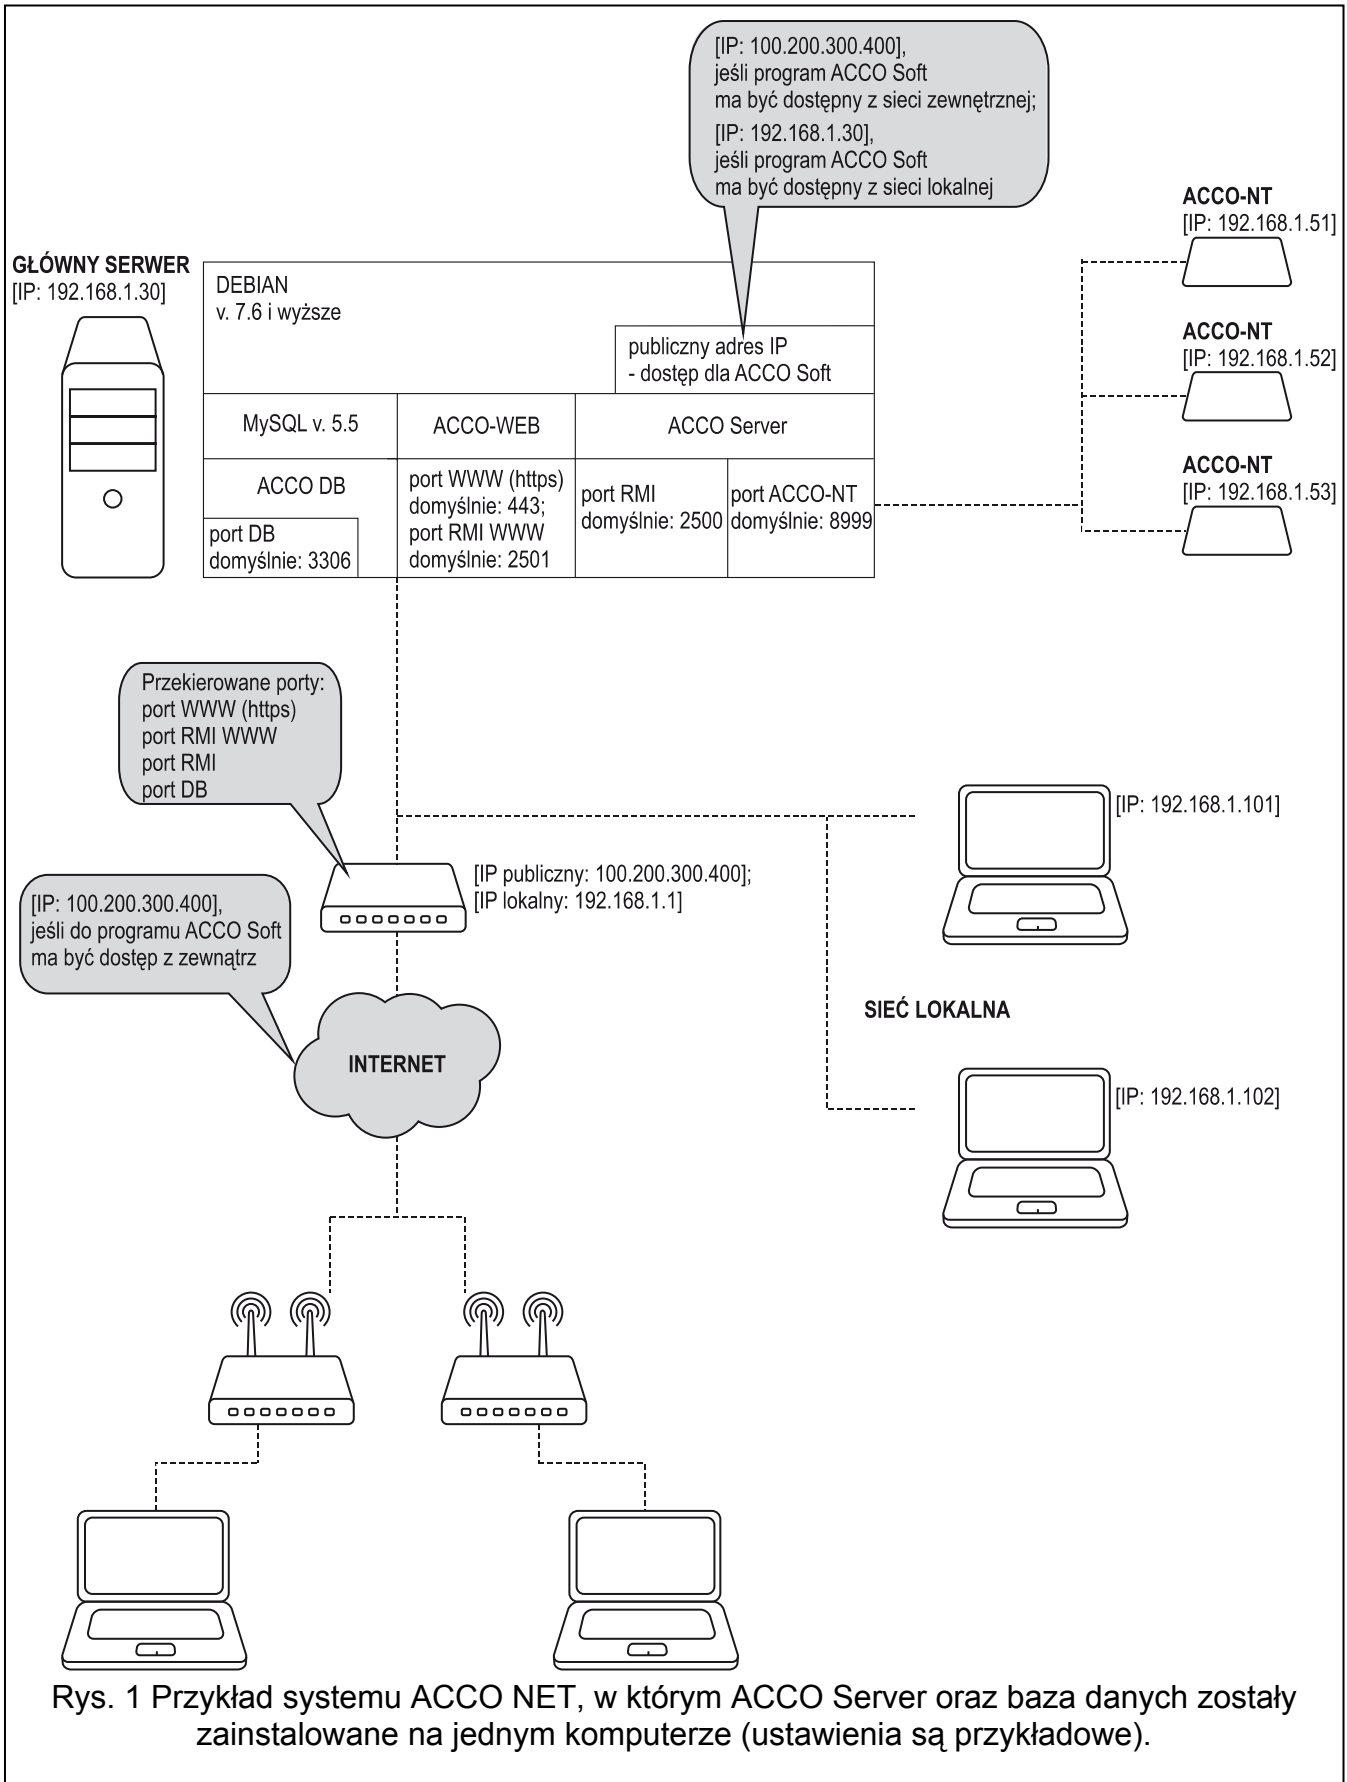 [IP: 100.200.300.400],
jeśli program ACCO Soft
ma być dostępny z sieci zewnętrznej;
[IP: 192.168.1.30],
jeśli program ACCO Soft
ma być dostępny z sieci lokalnej
ACCO-NT
[IP: 192.168.1.51]
GŁÓWNY SERWER
[IP: 192.168.1.30]
DEBIAN
v. 7.6 i wyższe
publiczny adres IP
- dostęp dla ACCO Soft
ACCO-NT
[IP: 192.168.1.52]
MySQL v. 5.5
ACCO-WEB
ACCO Server
ACCO DB
port DB
domyślnie: 3306
port WWW (https)
domyślnie: 443;
port RMI WWW
domyślnie: 2501
port RMI
domyślnie: 2500
port ACCO-NT
domyślnie: 8999
ACCO-NT
[IP: 192.168.1.53]
Przekierowane porty:
port WWW (https)
port RMI WWW
port RMI
port DB
[IP: 192.168.1.101]
[IP publiczny: 100.200.300.400];
[IP lokalny: 192.168.1.1]
[IP: 100.200.300.400],
jeśli do programu ACCO Soft
ma być dostęp z zewnątrz
SIEĆ LOKALNA
INTERNET
[IP: 192.168.1.102]
Rys. 1 Przykład systemu ACCO NET, w którym ACCO Server oraz baza danych zostały
zainstalowane na jednym komputerze (ustawienia są przykładowe).